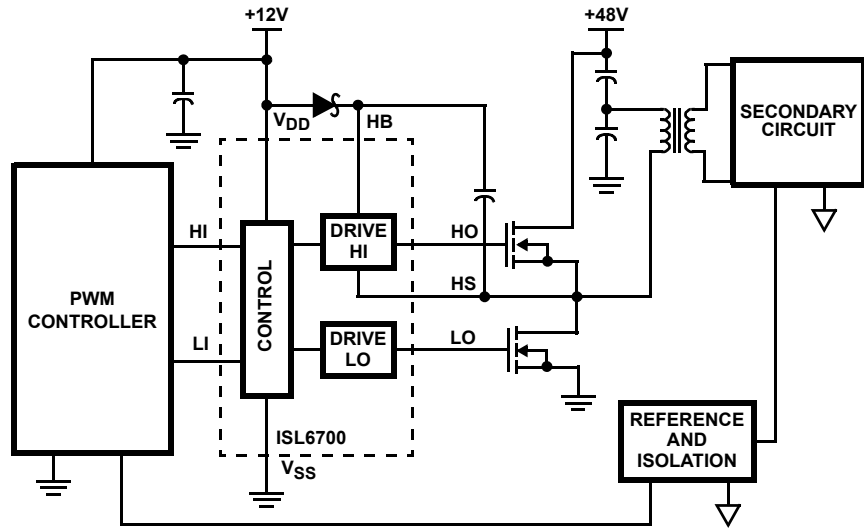 +12V
+48V
SECONDARY
CIRCUIT
VDD
HB
PWM
CONTROLLER
HI
LI
CONTROL
DRIVE
HI
DRIVE
LO
HO
HS
LO
ISL6700
VSS
REFERENCE
AND
ISOLATION